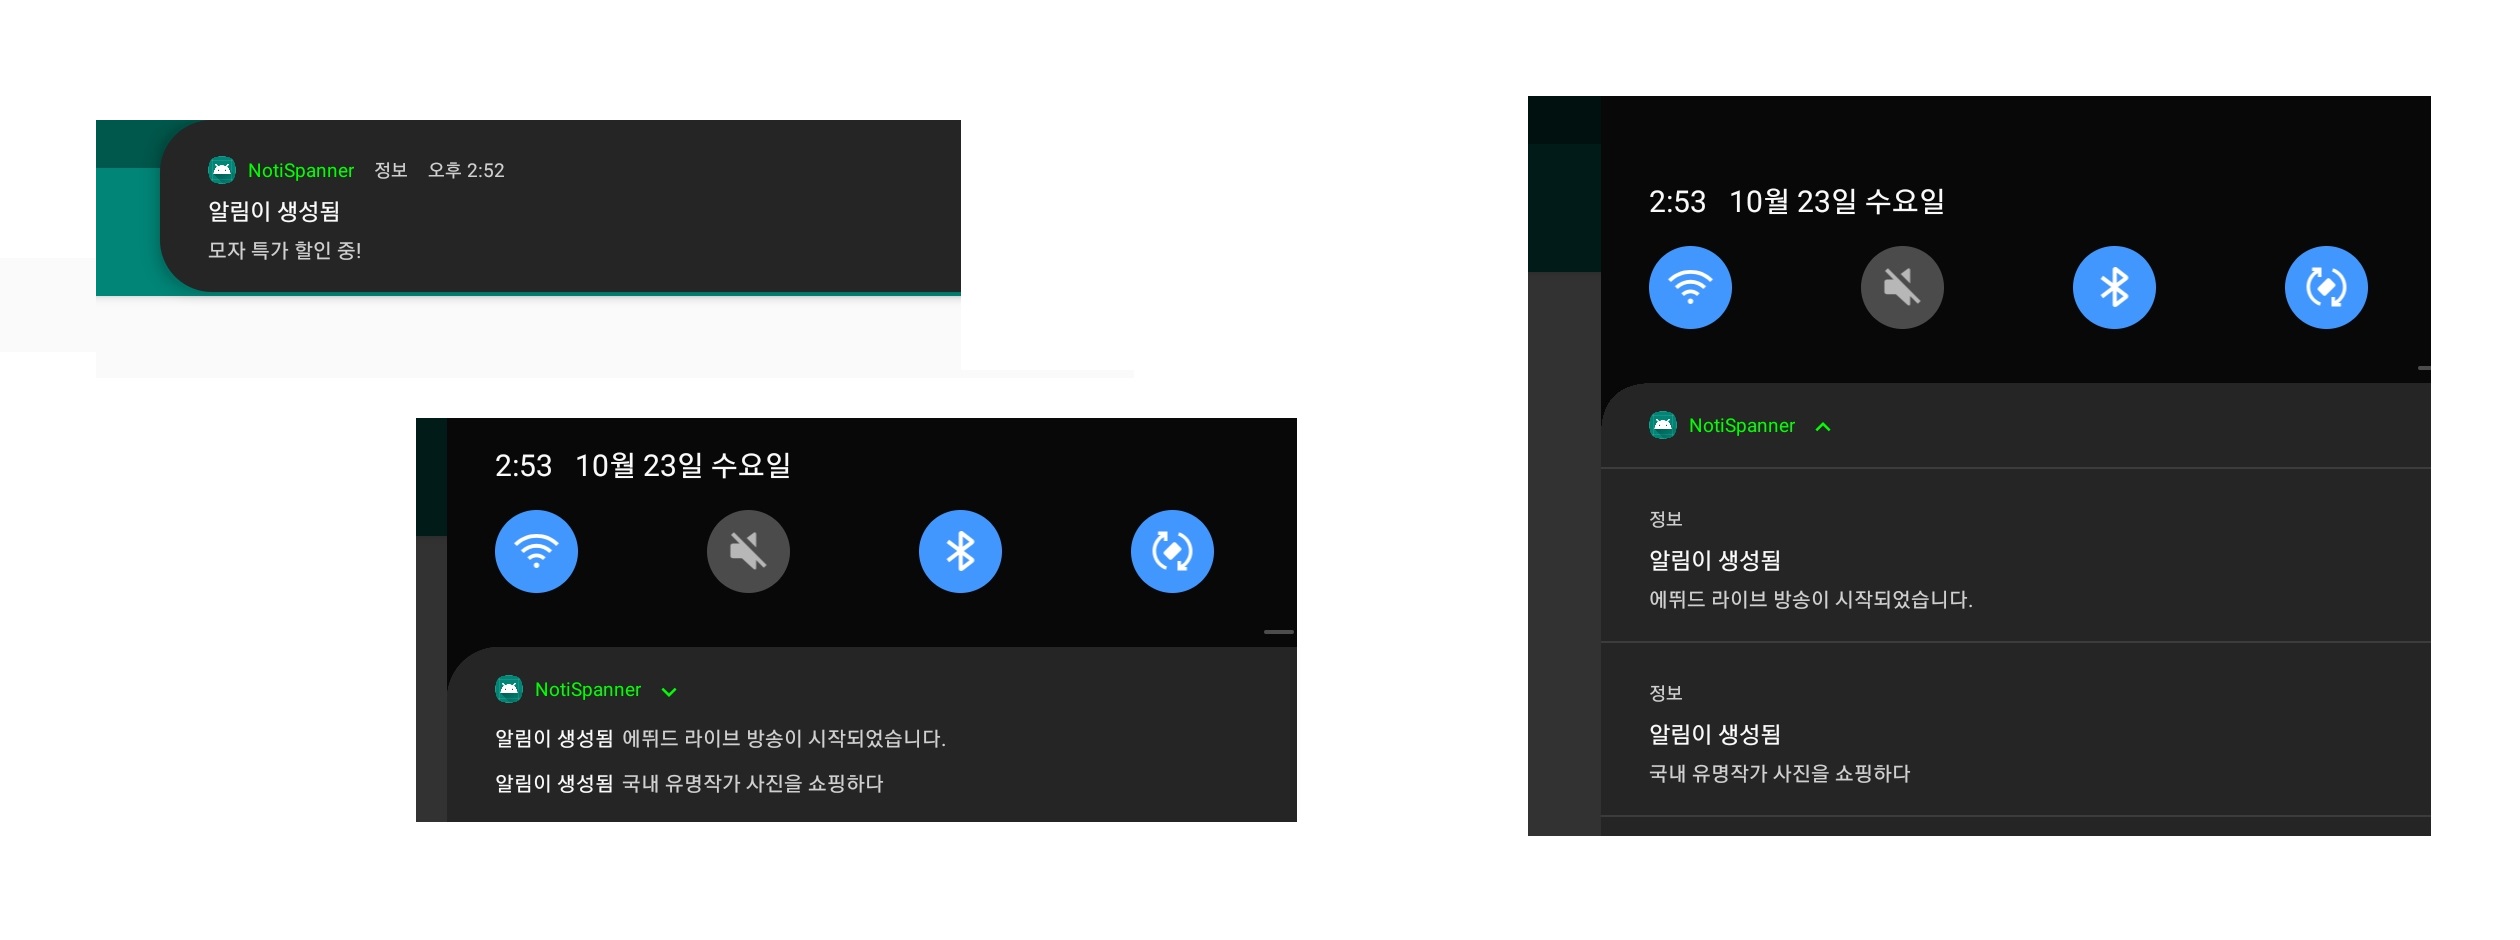 NotiSpanner 정보 오후 2:52
알림이 생성됨
모자 특가 할인 중!
2:53 10월 23일 수요일
NotiSpanner
알림이 생성됨 에뛰드 라이브 방송이 시작되었습니다.
알림이 생성됨 국내 유명작가 사진을 쇼핑하다
2:53 10월 23일 수요일
NotiSpanner
정보
알림이 생성됨
에뛰드 라이브 방송이 시작되었습니다.
정보
알림이 생성됨
국내 유명작가 사진을 쇼핑하다